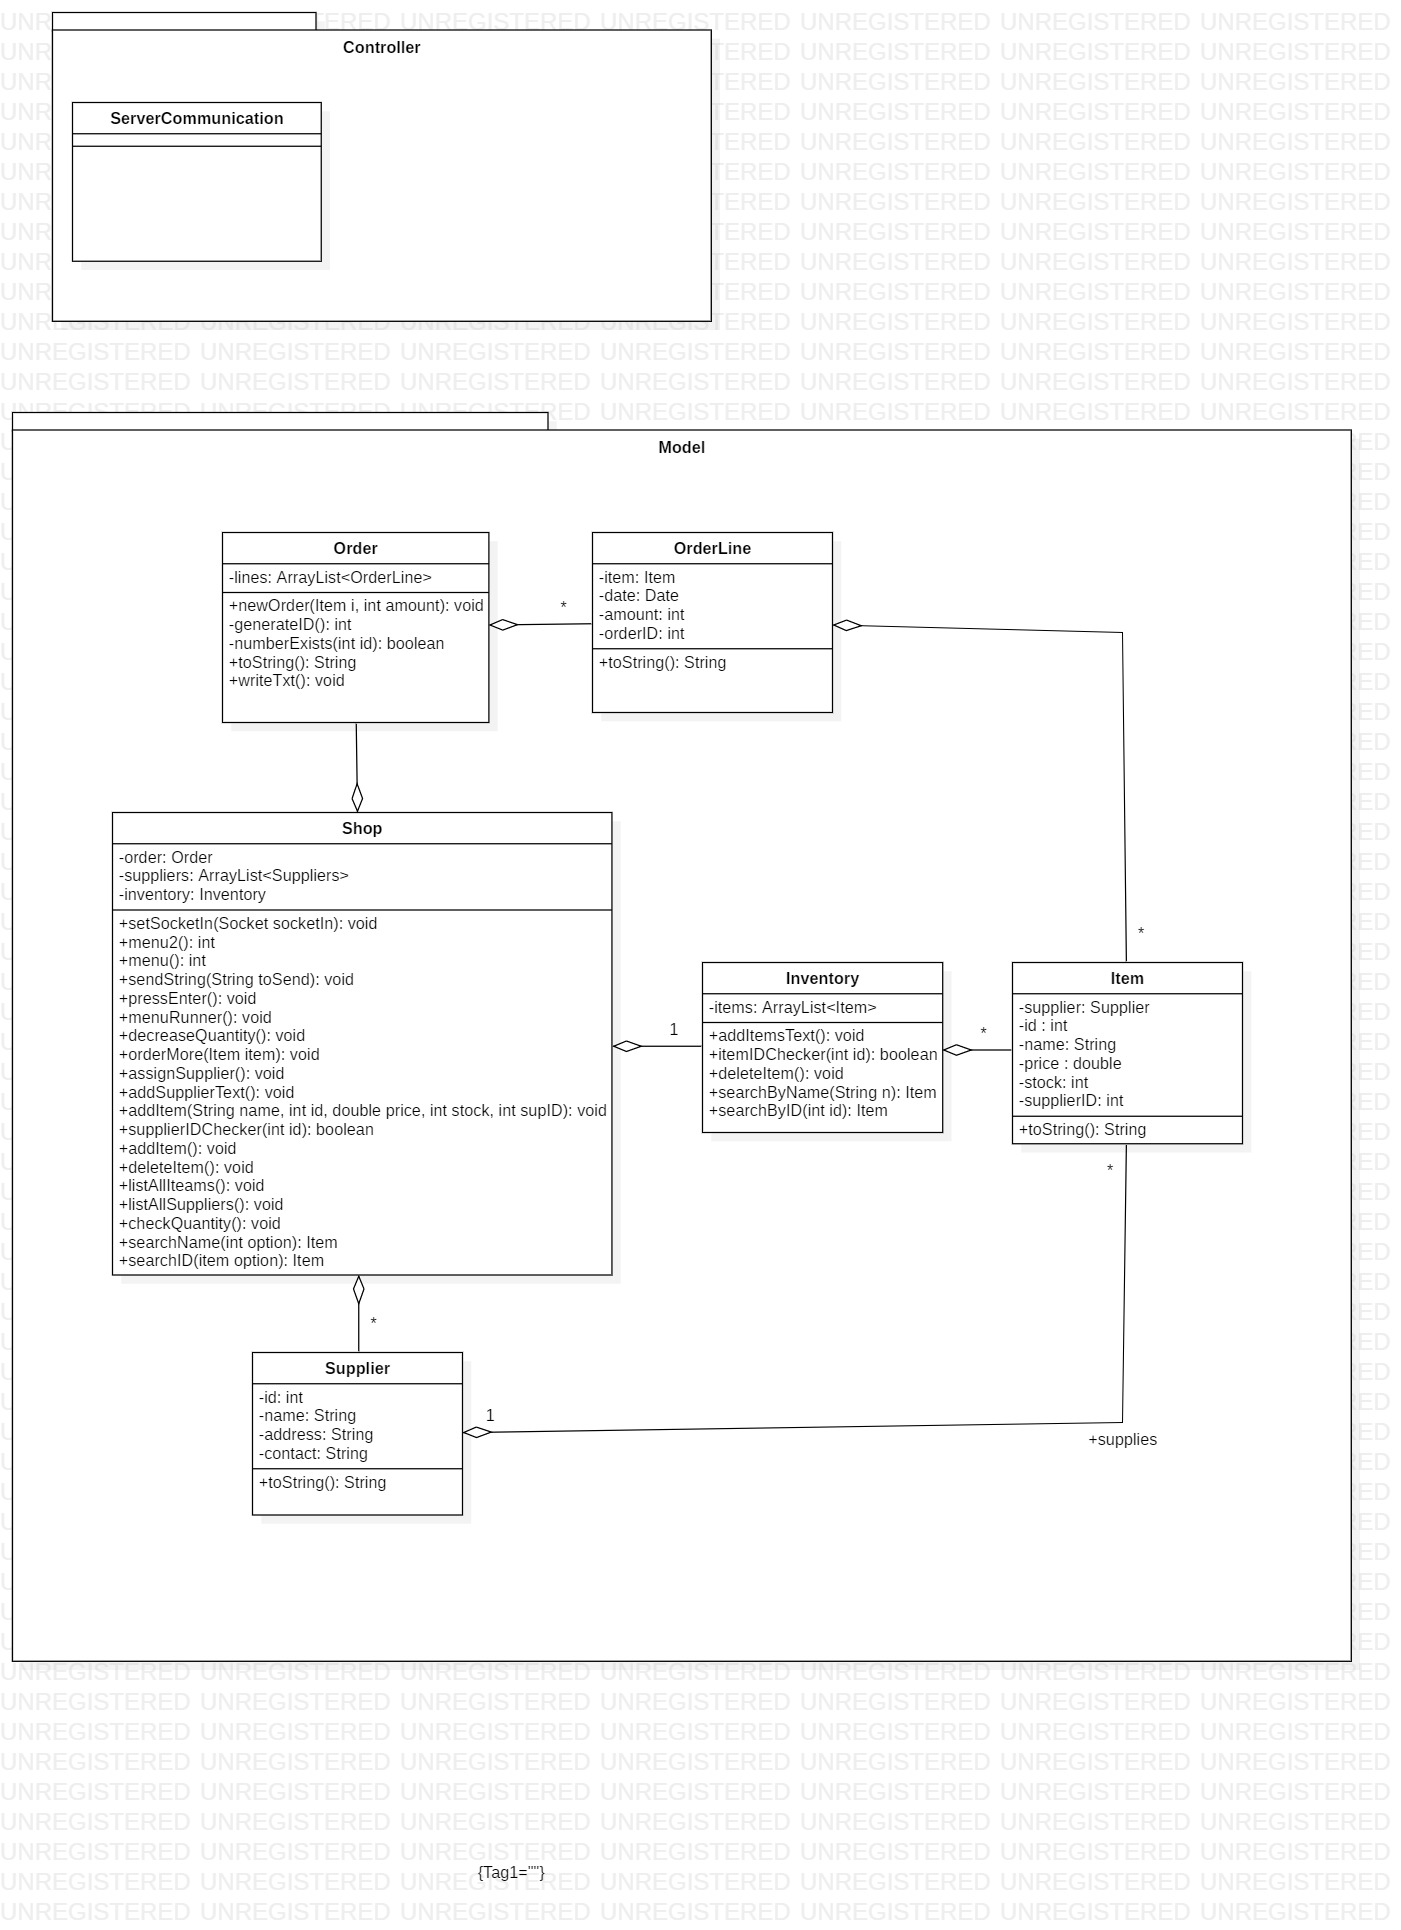 Controller
ServerCommunication
Model
Order
-lines: ArrayList<OrderLine>
+newOrder(Item i, int amount): void
-generateID(): int
-numberExists(int id): boolean
+toString(): String
+writeTxt(): void
*
OrderLine
-item: Item
-date: Date
-amount: int
-orderID: int
+toString(): String
Shop
-order: Order
-suppliers: ArrayList<Suppliers>
-inventory: Inventory
+setSocketIn(Socket socketIn): void
+menu2(): int
+menu(): int
+sendString(String toSend): void
+pressEnter(): void
+menuRunner(): void
+decreaseQuantity(): void
+orderMore(Item item): void
+assignSupplier(): void
+addSupplierText(): void
+addItem(String name, int id, double price, int stock, int supID): void
+supplierIDChecker(int id): boolean
+addItem(): void
+deleteItem(): void
+listAllIteams(): void
+listAllSuppliers(): void
+checkQuantity(): void
+searchName(int option): Item
+searchID(item option): Item
1
Inventory
-items: ArrayList<Item>
+addItemsText(): void
+itemIDChecker(int id): boolean
+deleteItem(): void
+searchByName(String n): Item
+searchByID(int id): Item
*
*
Item
-supplier: Supplier
-id : int
-name: String
-price : double
-stock: int
-supplierID: int
+toString(): String
*
*
Supplier
-id: int
-name: String
-address: String
-contact: String
+toString(): String
1
+supplies
{Tag1=""}
UNREGISTERED